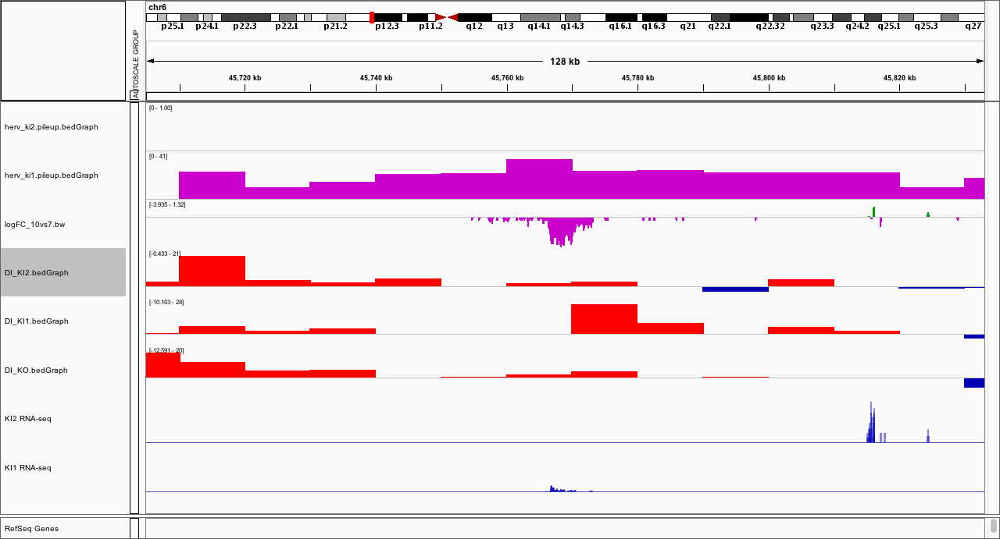 chr6
p25.1 p24.1 p22.3 p22.1 p21.2 p12.3 p11.2 q12 q13 q14.1 q14.3 q16.1 q16.3 q21 q22.1 q22.32 q23.3 q24.2 q25.1 q25.3 q27
AUTOSCALE GROUP
128 kb
45,720 kb 45,740 kb 45,760 kb 45,780 kb 45,800 kb 45,820 kb
[0 - 1.00]
herv_ki2.pileup.bedGraph
[0 - 41]
herv_ki1.pileup.bedGraph
[-3.935 - 1.32]
logFC_10vs7.bw
[-6.433 - 21]
DI_KI2.bedGraph
[-10.163 - 28]
DI_KI1.bedGraph
[-12.591 - 20]
DI_KO.bedGraph
KI2 RNA-seq
KI1 RNA-seq
RefSeq Genes